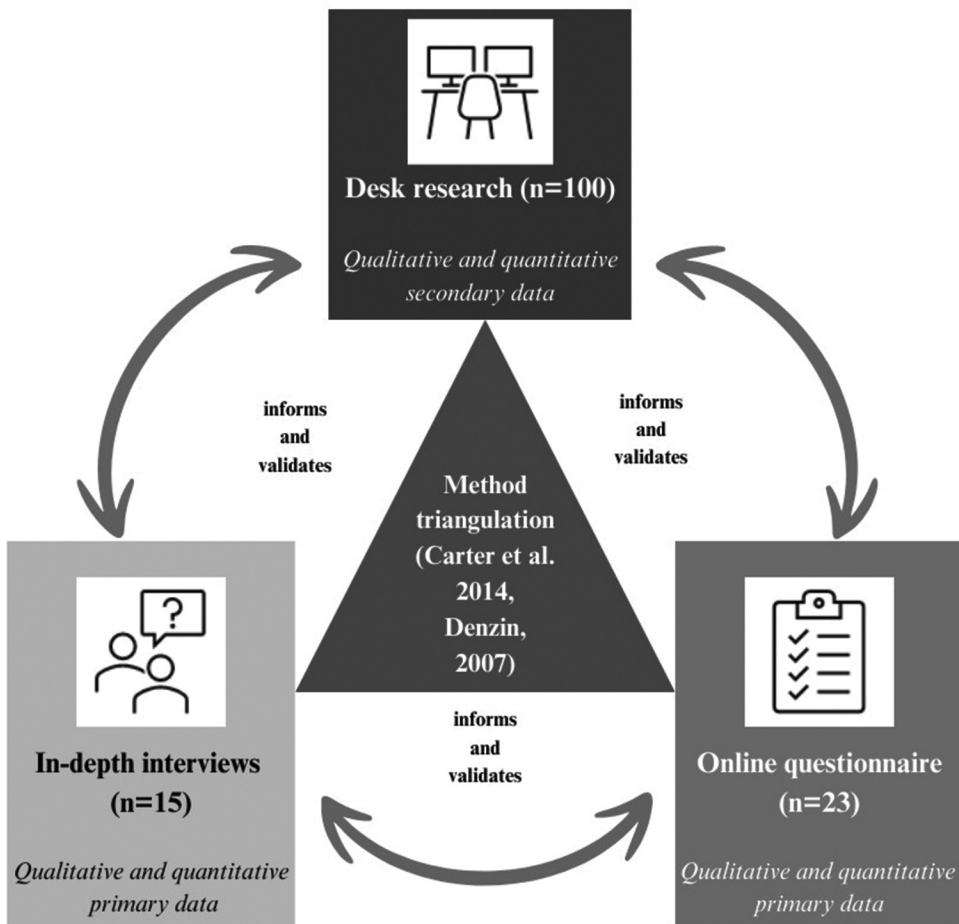 Desk research (n=100)
Qualitative and quantitative
secondary data
informs
and
validates
informs
and
validates
Method
triangulation
(Carter et al.
2014,
Denzin,
2007)
?
In-depth interviews
(n=15)
Qualitative and quantitative
primary data
informs
and
validates
Online questionnaire
(n=23)
Qualitative and quantitative
primary data